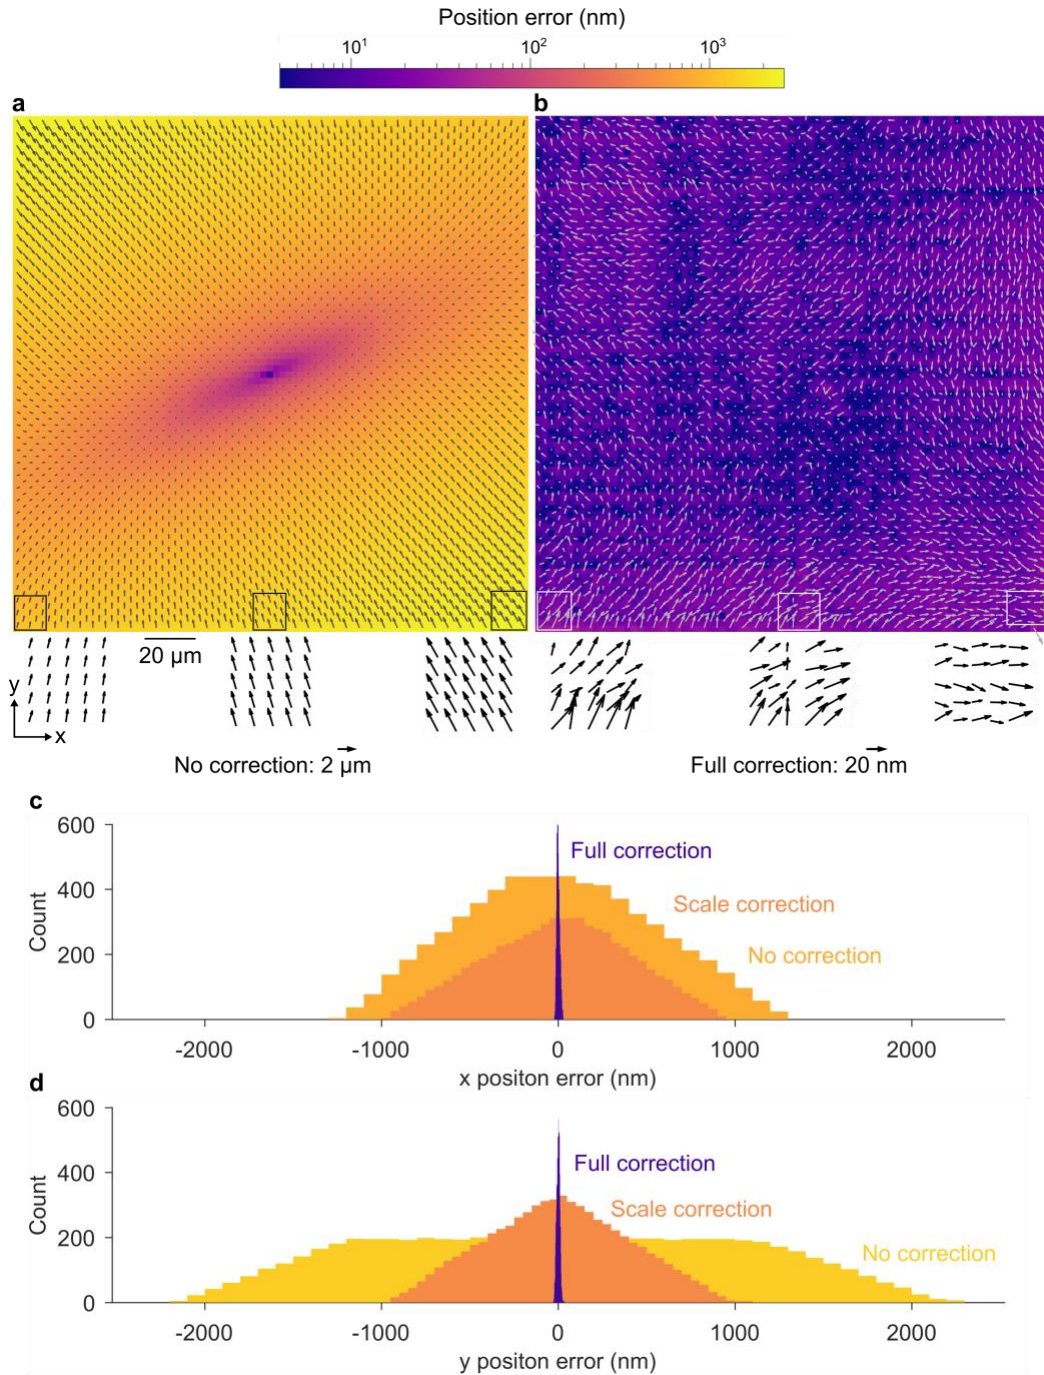 Position error (nm)
10¹ 10² 10³
a b
20 µm
y
x
No correction: 2 µm Full correction: 20 nm
c
600
400
200
0
Count
Full correction
Scale correction
No correction
-2000 -1000 0 1000 2000
x positon error (nm)
d
600
400
200
0
Count
Full correction
Scale correction
No correction
-2000 -1000 0 1000 2000
y positon error (nm)